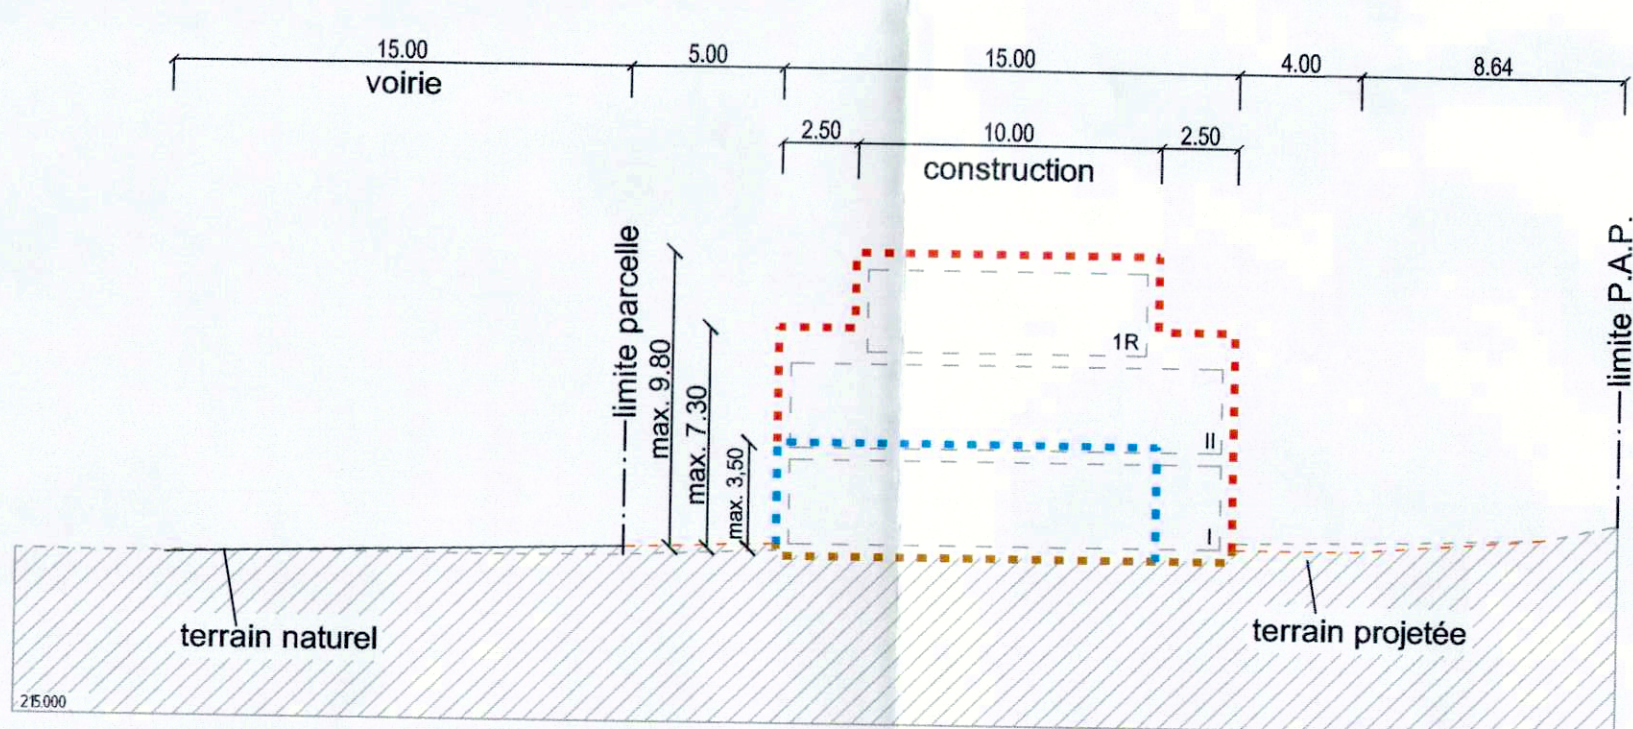 15.00
5.00
15.00
4.00
8.64
voirie
2.50
10.00
2.50
construction
limite parcelle
max. 9.80
max. 7.30
max. 3,50
1R
II
I
limite P.A.P.
terrain naturel
terrain projetée
215.000